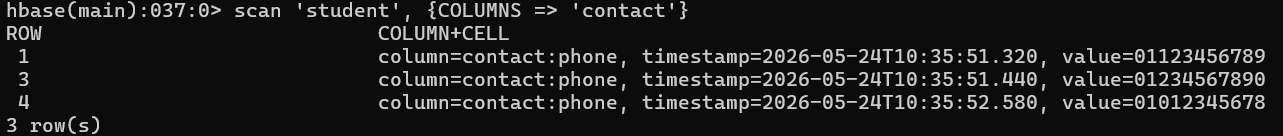 hbase(main):037:0> scan 'student', {COLUMNS => 'contact'}
ROW COLUMN+CELL
1 column=contact:phone, timestamp=2026-05-24T10:35:51.320, value=01123456789
3 column=contact:phone, timestamp=2026-05-24T10:35:51.440, value=01234567890
4 column=contact:phone, timestamp=2026-05-24T10:35:52.580, value=01012345678
3 row(s)